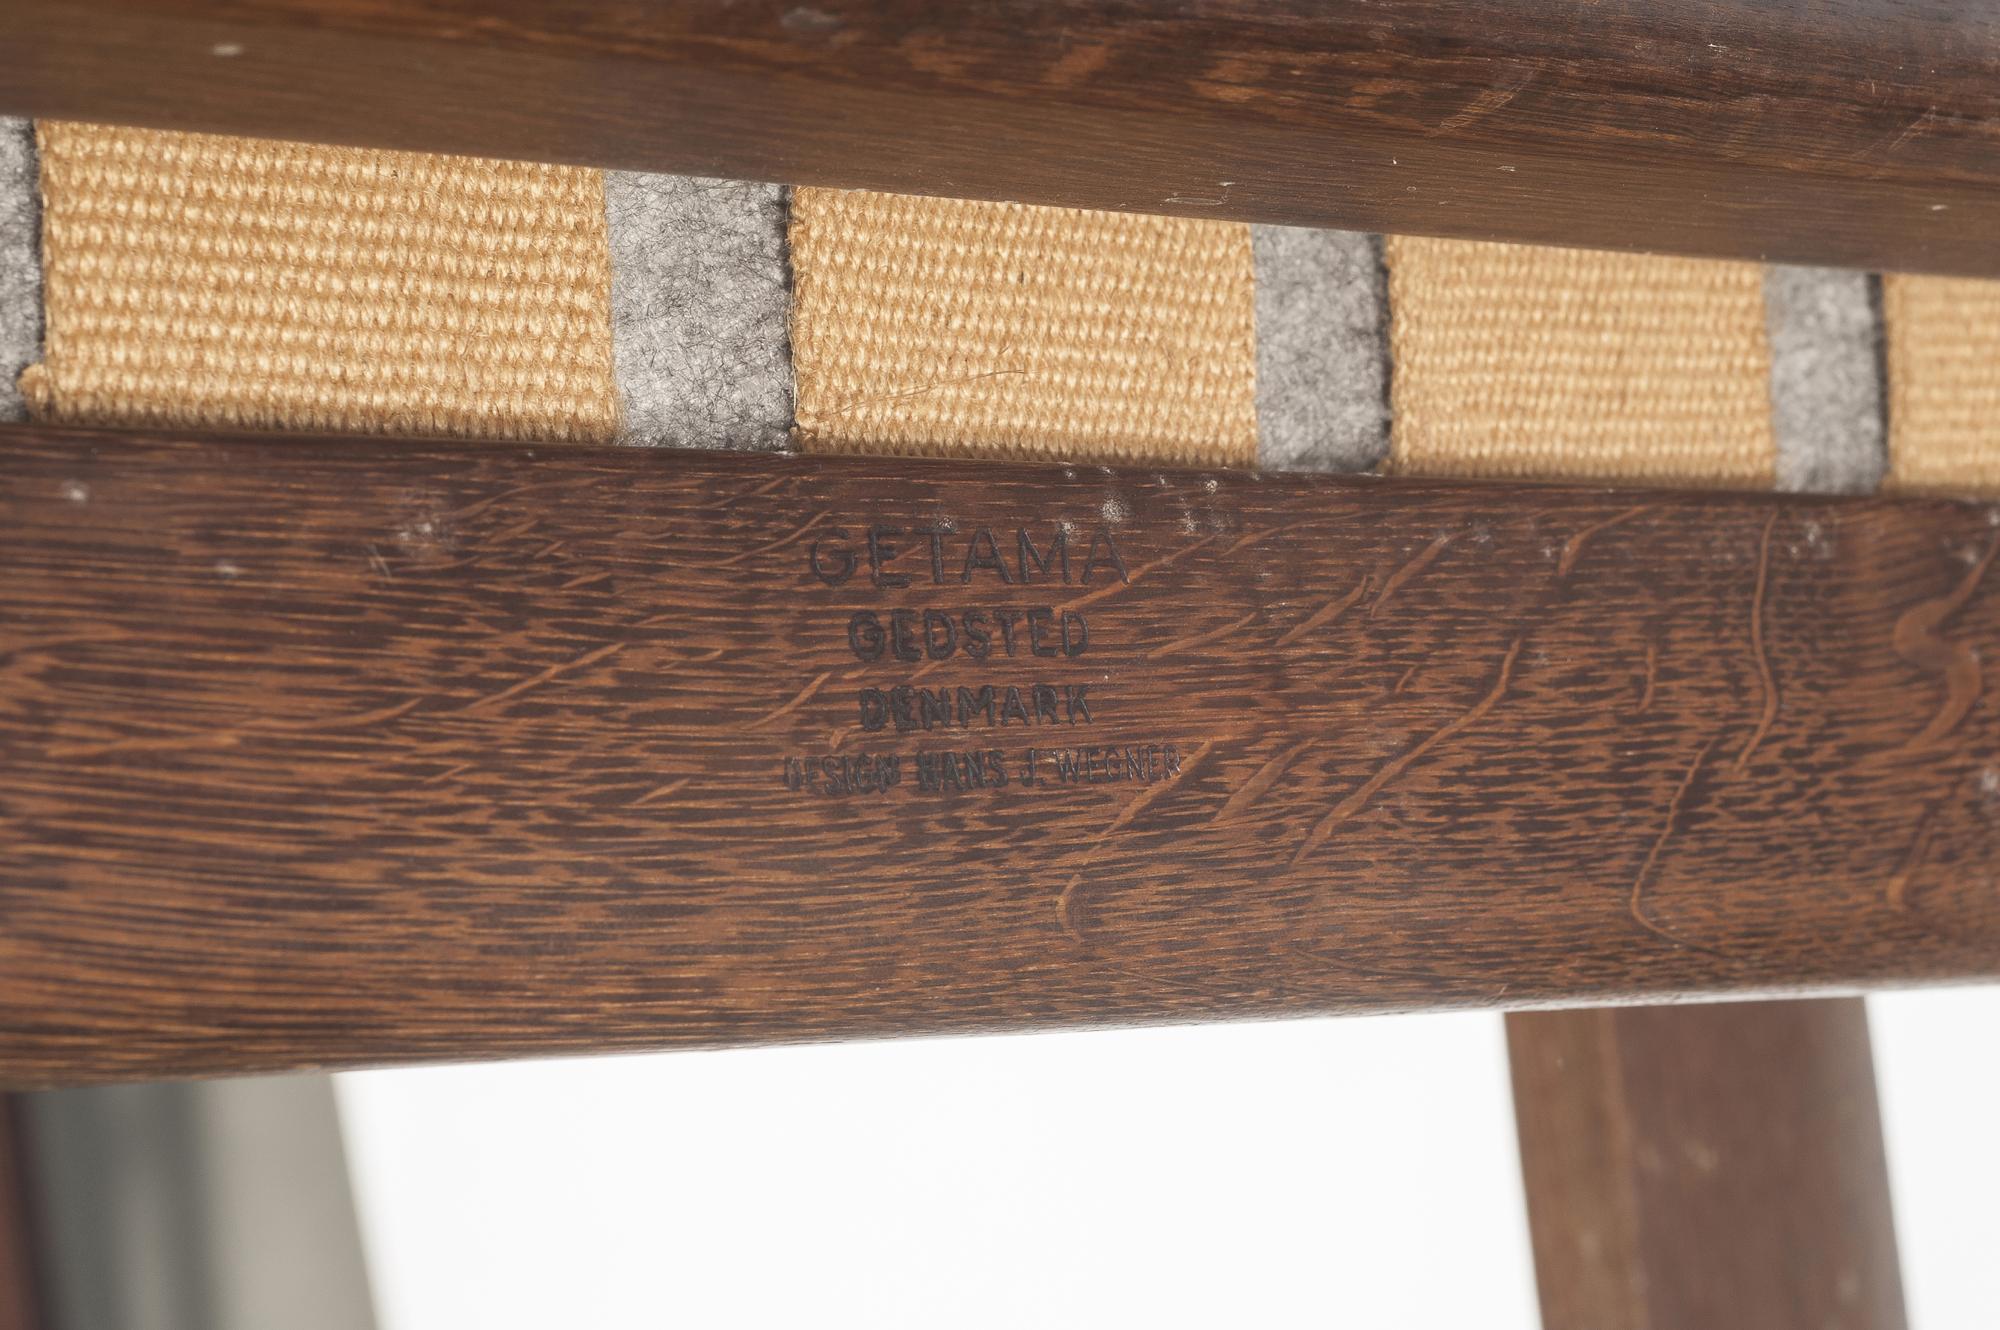 GETAMA
GEDSTED
DENMARK
DESIGN HANS J. WEGNER